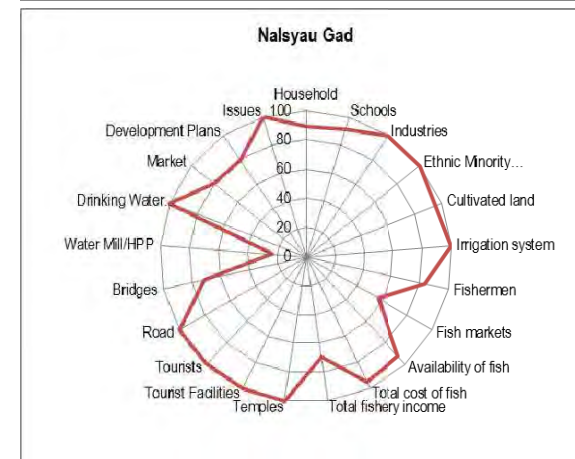 Nalsyau Gad
Household
Schools
Industries
Ethnic Minority...
Cultivated land
Irrigation system
Fishermen
Fish markets
Availability of fish
Total cost of fish
Total fishery income
Temples
Tourist Facilities
Tourists
Road
Bridges
Water Mill/HPP
Drinking Water...
Market
Development Plans
Issues
100
80
60
40
20
0